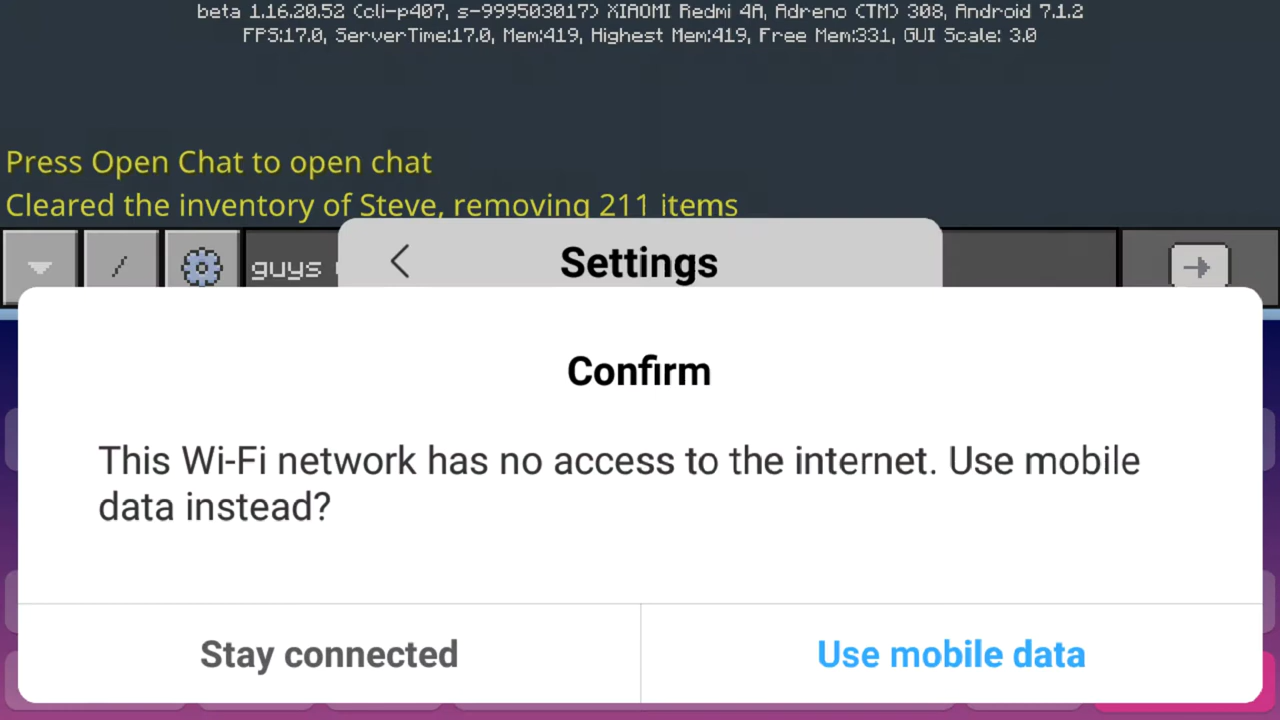 beta 1.16.20.52 (cli-p407, s-999503017) XIAOMI Redmi 4A, Adreno (TM) 308, Android 7.1.2
FPS:17.0, ServerTime:17.0, Mem:419, Highest Mem:419, Free Mem:331, GUI Scale: 3.0
Press Open Chat to open chat
Cleared the inventory of Steve, removing 211 items
/
guys
Settings
Confirm
This Wi-Fi network has no access to the internet. Use mobile
data instead?
Stay connected
Use mobile data